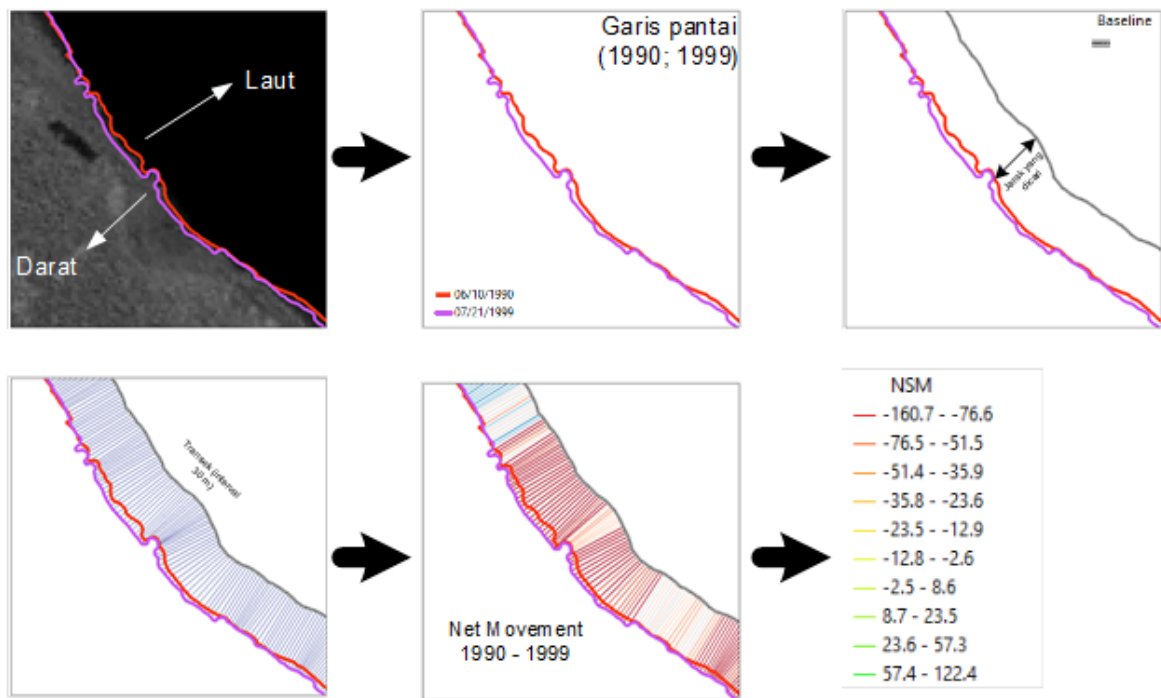 Laut
Darat
Garis pantai
(1990; 1999)
06/10/1990
07/21/1999
Baseline
Jarak yang
dicari
Transek (interval
30 m)
Net Movement
1990 - 1999
NSM
-160.7 - -76.6
-76.5 - -51.5
-51.4 - -35.9
-35.8 - -23.6
-23.5 - -12.9
-12.8 - -2.6
-2.5 - 8.6
8.7 - 23.5
23.6 - 57.3
57.4 - 122.4